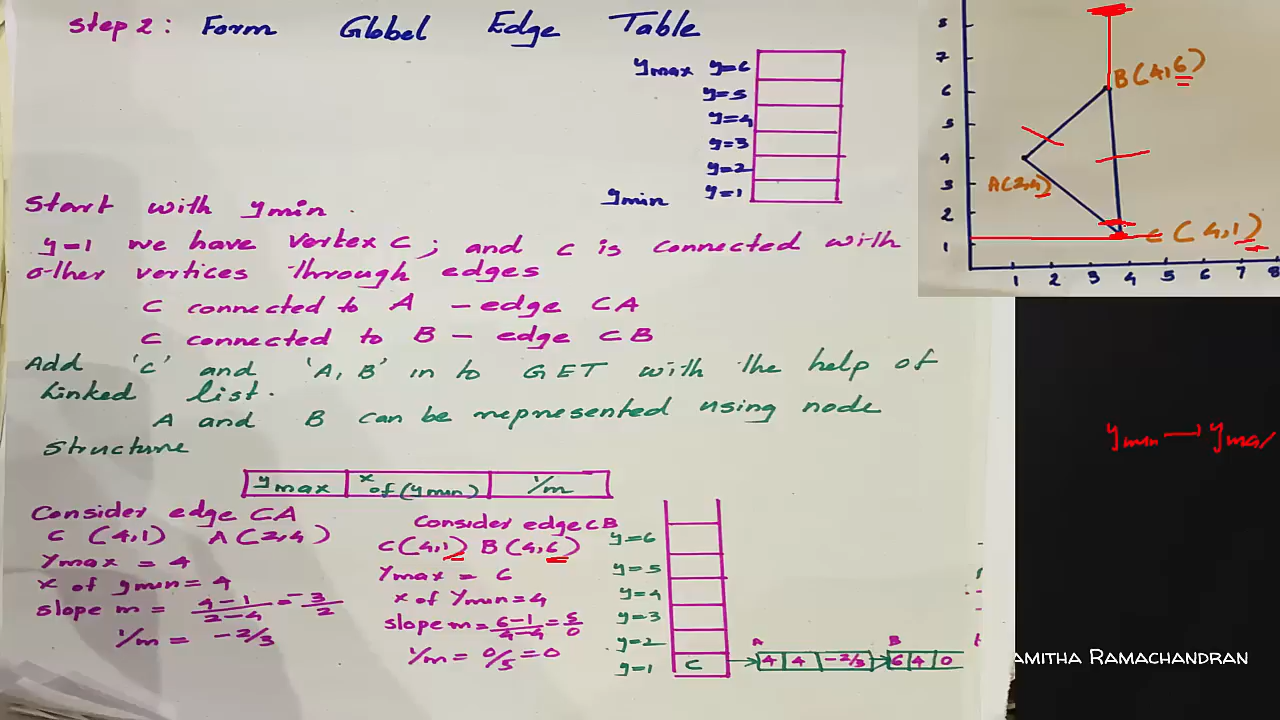 Step 2: Form Globel Edge Table
ymax y=6
y=5
y=4
y=3
y=2
ymin y=1
Start with ymin.
y=1 we have vertex C; and C is connected with
other vertices through edges
C connected to A - edge CA
C connected to B - edge CB
Add 'C' and 'A, B' in to GET with the help of
Linked list.
A and B can be represented using node
structure
ymax | x of (ymin) | 1/m
Consider edge CA
C (4,1) A(2,4)
Ymax = 4
x of ymin = 4
slope m = 4-1/2-4 = -3/2
1/m = -2/3
Consider edge CB
C(4,1) B(4,6)
Ymax = 6
x of Ymin = 4
slope m = 6-1/4-4 = 5/0
1/m = 0/5 = 0
y=6
y=5
y=4
y=3
y=2
y=1 C
A
4 4 -2/3
B
6 4 0
8
7
6
5
4
3
2
1
1 2 3 4 5 6 7 8
B(4,6)
A(2,4)
C (4,1)
ymin → ymax
AMITHA RAMACHANDRAN